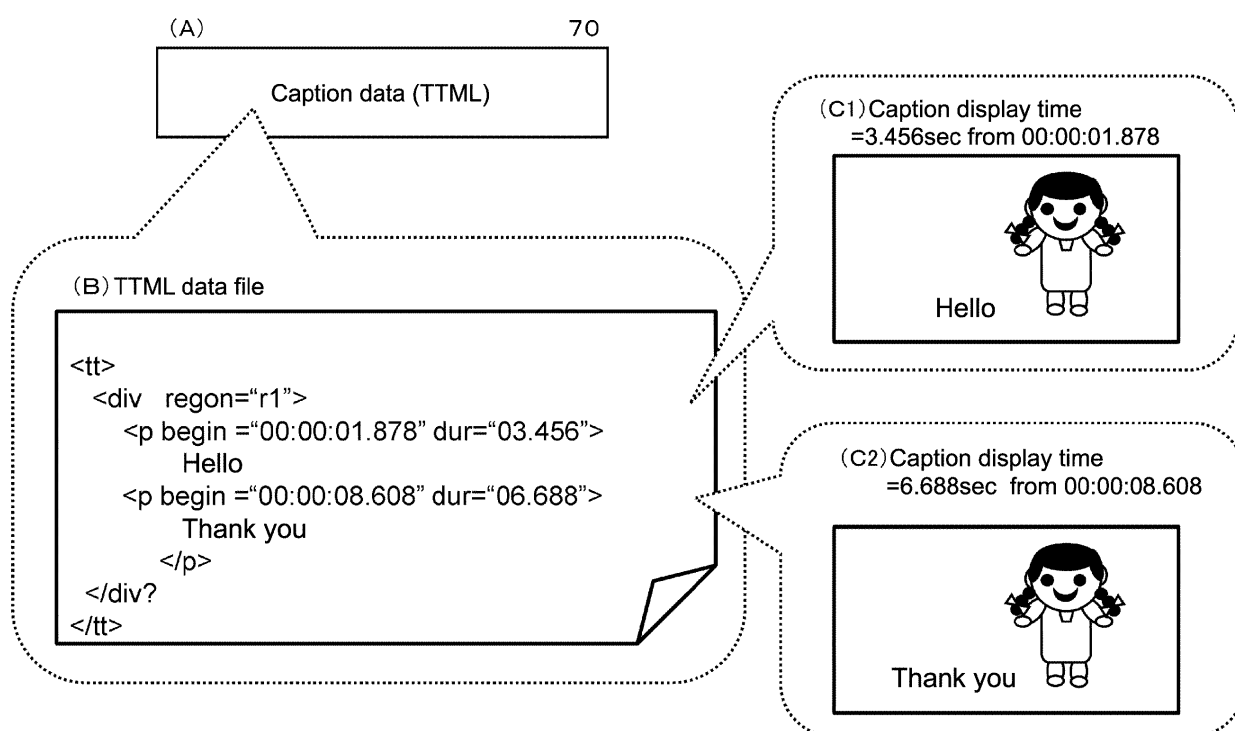 (A) 70
Caption data (TTML)
(B) TTML data file
<tt>
<div regon=“r1”>
<p begin =“00:00:01.878” dur=“03.456”>
Hello
<p begin =“00:00:08.608” dur=“06.688”>
Thank you
</p>
</div?
</tt>
(C1) Caption display time
=3.456sec from 00:00:01.878
Hello
(C2) Caption display time
=6.688sec from 00:00:08.608
Thank you